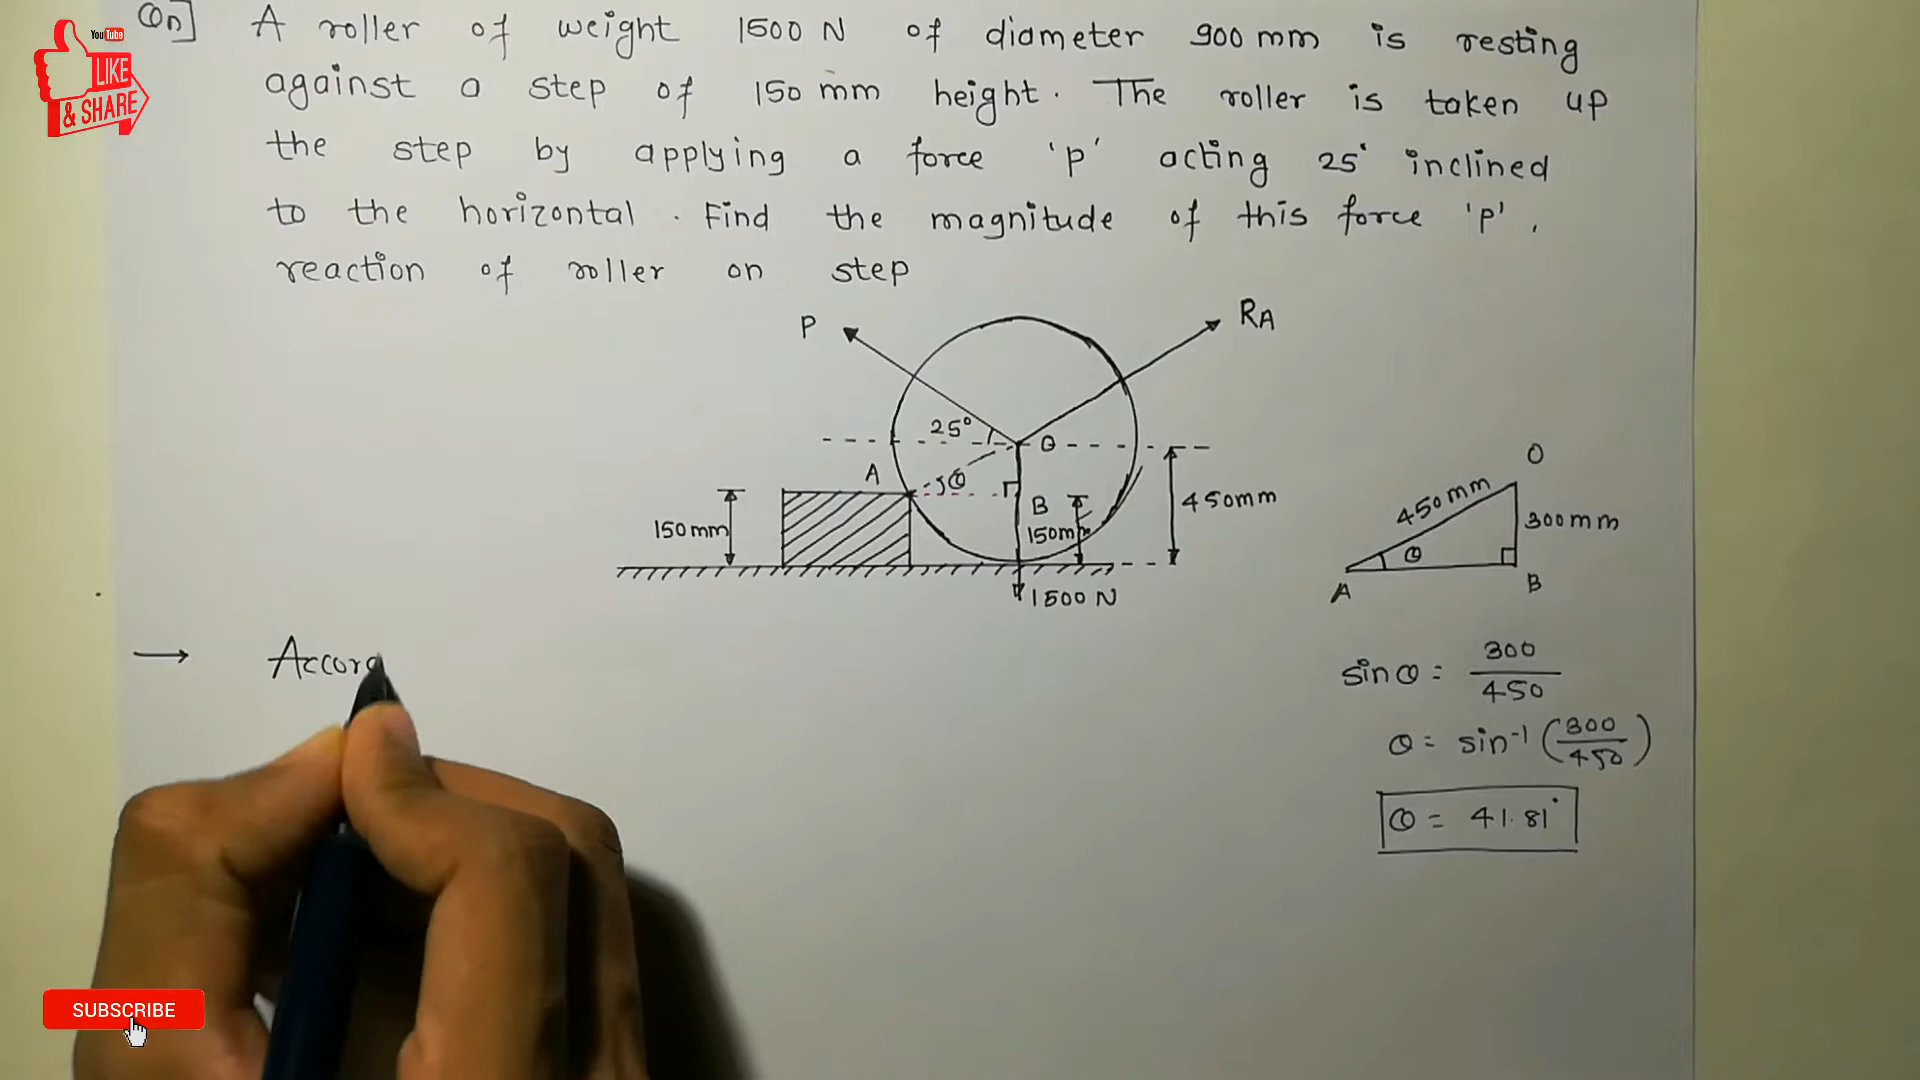 Qn]
A roller of weight 1500 N of diameter 900 mm is resting
against a step of 150 mm height. The roller is taken up
the step by applying a force 'p' acting 25° inclined
to the horizontal. Find the magnitude of this force 'p',
reaction of roller on step
YouTube
LIKE
& SHARE
P
RA
25°
O
A
θ
B
150 mm
150mm
450mm
1500 N
O
450 mm
300 mm
θ
A
B
sin θ = 300/450
θ = sin⁻¹ (300/450)
θ = 41.81°
→ Accor
SUBSCRIBE